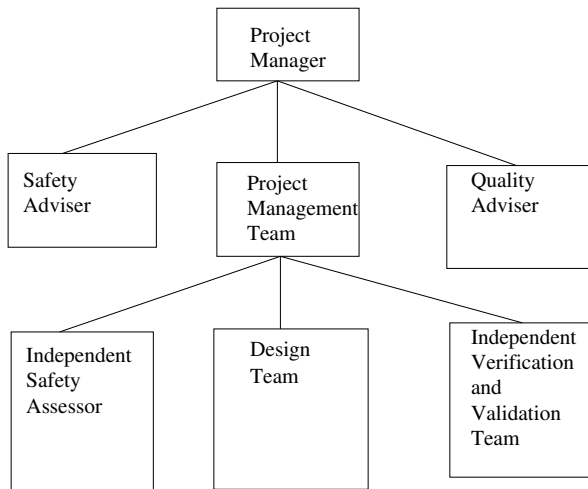 Project
Manager
Safety
Adviser
Project
Management
Team
Quality
Adviser
Independent
Safety
Assessor
Design
Team
Independent
Verification
and
Validation
Team